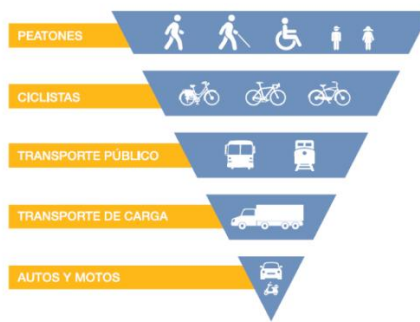 PEATONES
CICLISTAS
TRANSPORTE PÚBLICO
TRANSPORTE DE CARGA
AUTOS Y MOTOS